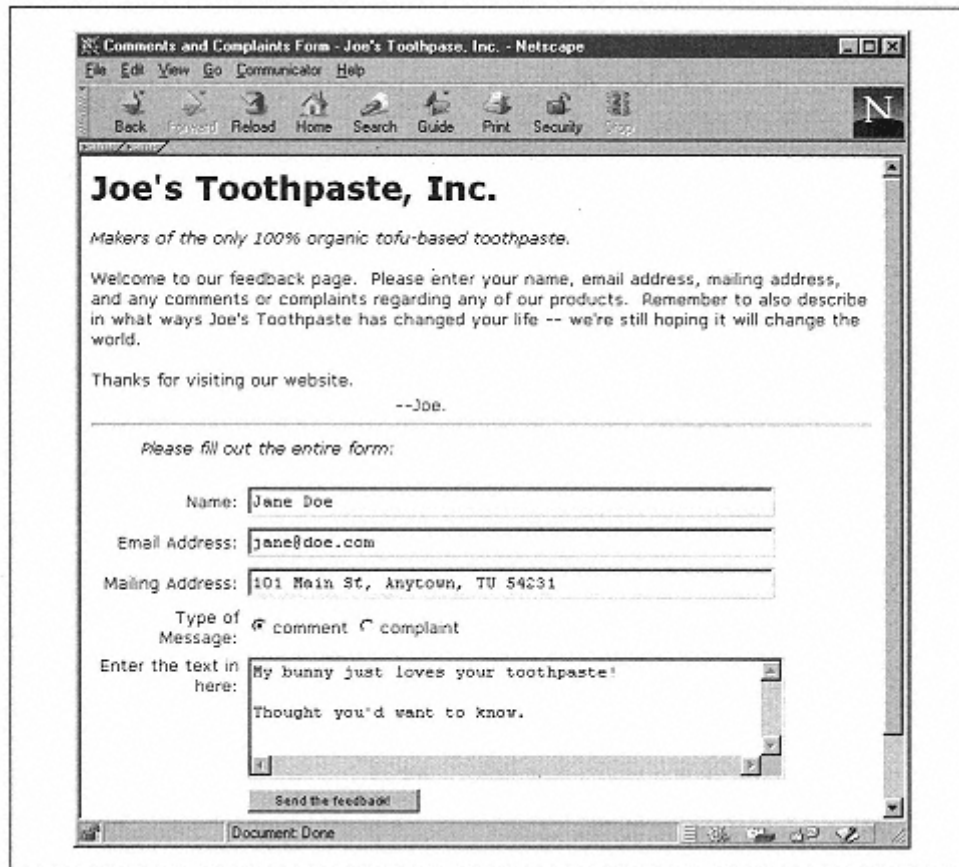 Comments and Complaints Form - Joe's Toothpase, Inc. - Netscape
File Edit View Go Communicator Help
Back Forward Reload Home Search Guide Print Security Stop
N
Joe's Toothpaste, Inc.
Makers of the only 100% organic tofu-based toothpaste.
Welcome to our feedback page. Please enter your name, email address, mailing address,
and any comments or complaints regarding any of our products. Remember to also describe
in what ways Joe's Toothpaste has changed your life -- we're still hoping it will change the
world.
Thanks for visiting our website.
--Joe.
Please fill out the entire form:
Name: Jane Doe
Email Address: jane@doe.com
Mailing Address: 101 Main St, Anytown, TU 54231
Type of
Message: comment complaint
Enter the text in
here:
My bunny just loves your toothpaste!
Thought you'd want to know.
Send the feedback!
Document: Done